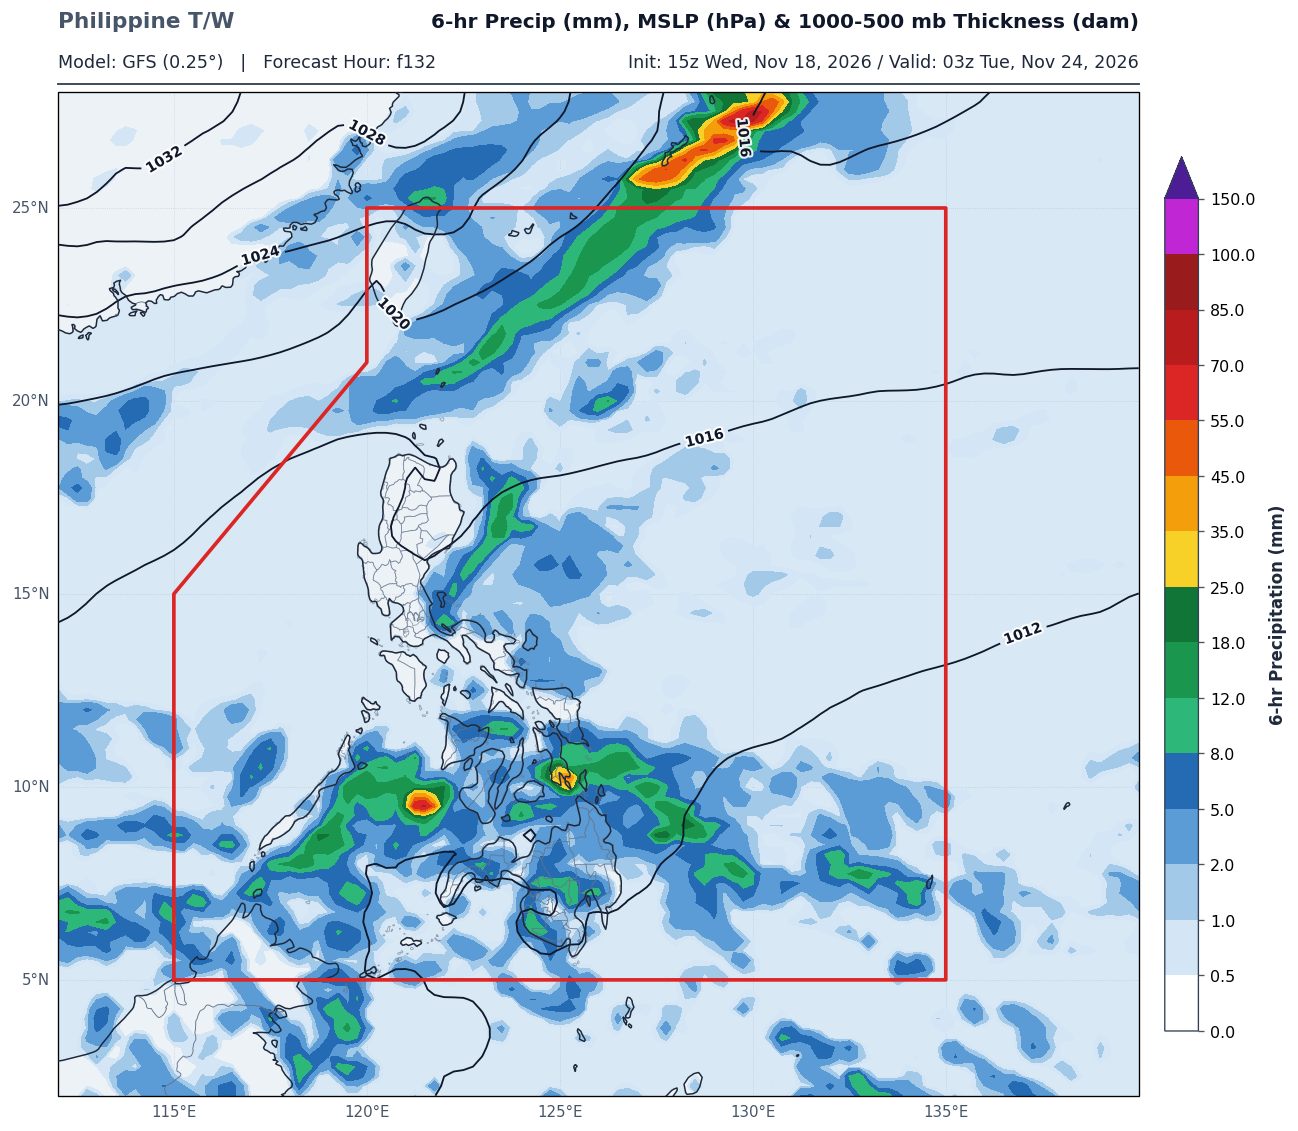 Philippine T/W
6-hr Precip (mm), MSLP (hPa) & 1000-500 mb Thickness (dam)
Model: GFS (0.25°) | Forecast Hour: f132
Init: 15z Wed, Nov 18, 2026 / Valid: 03z Tue, Nov 24, 2026
1032
1028
1016
1024
1020
1016
1012
25°N
20°N
15°N
10°N
5°N
115°E
120°E
125°E
130°E
135°E
150.0
100.0
85.0
70.0
55.0
45.0
35.0
25.0
18.0
12.0
8.0
5.0
2.0
1.0
0.5
0.0
6-hr Precipitation (mm)